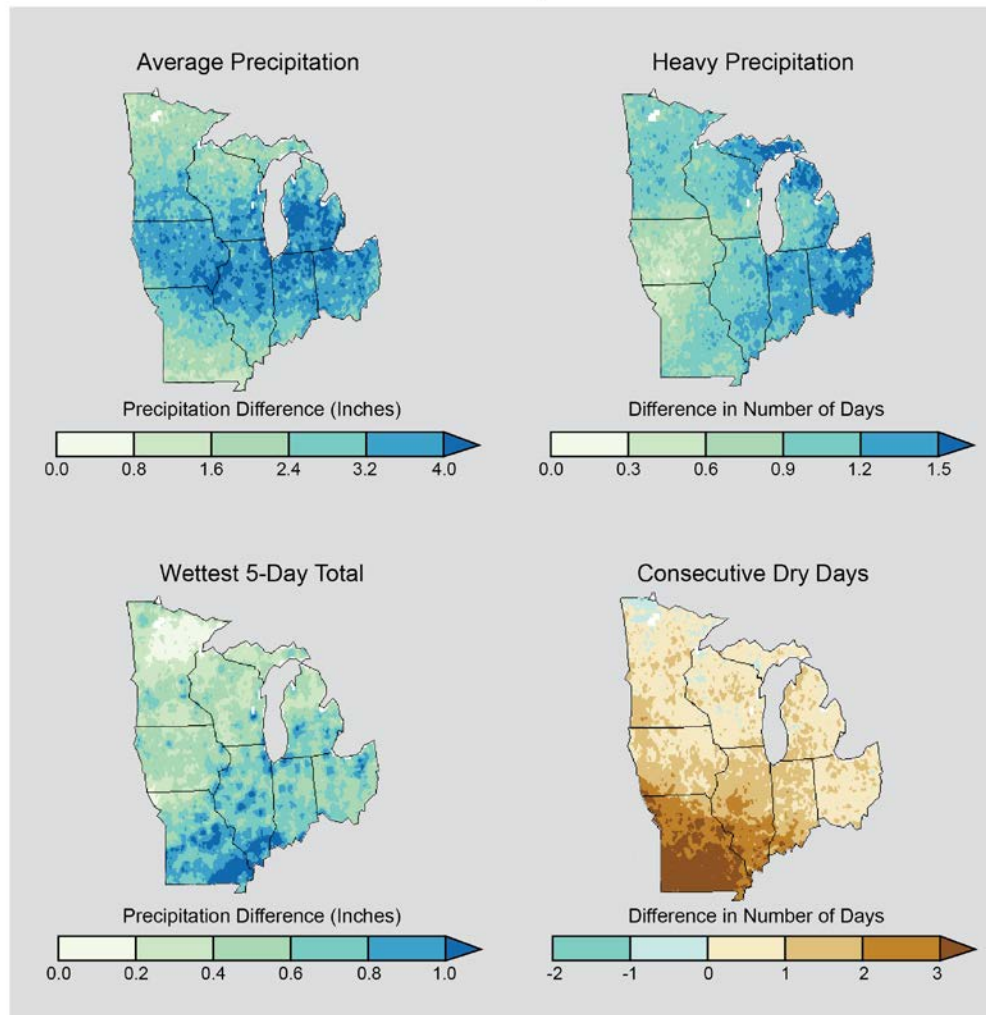 Average Precipitation
Heavy Precipitation
Precipitation Difference (Inches)
0.0 0.8 1.6 2.4 3.2 4.0
Difference in Number of Days
0.0 0.3 0.6 0.9 1.2 1.5
Wettest 5-Day Total
Consecutive Dry Days
Precipitation Difference (Inches)
0.0 0.2 0.4 0.6 0.8 1.0
Difference in Number of Days
-2 -1 0 1 2 3